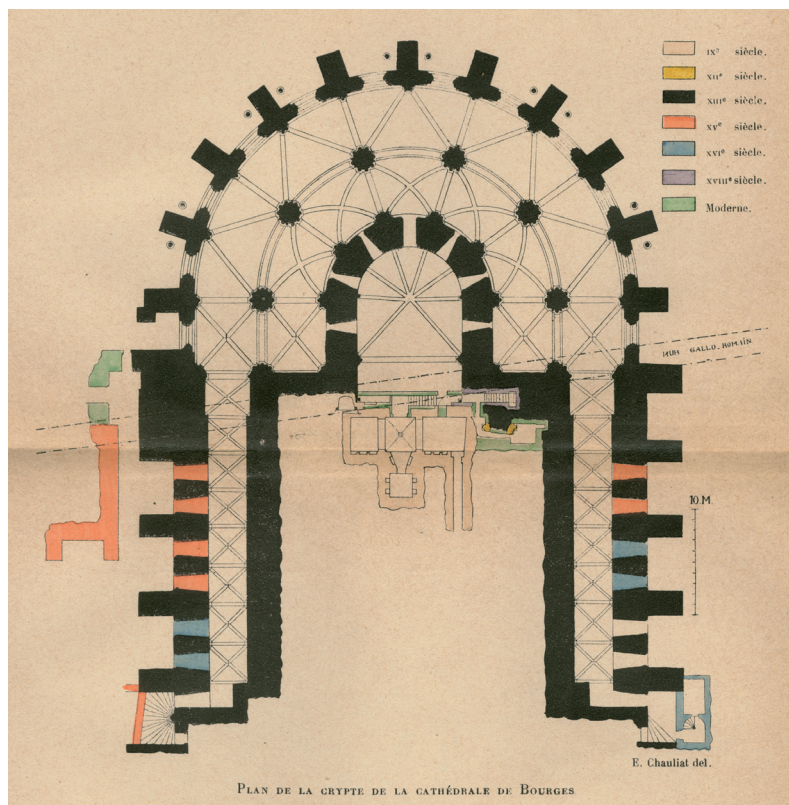 IXᵉ siècle.
XIIᵉ siècle.
XIIIᵉ siècle.
XVᵉ siècle.
XVIᵉ siècle.
XVIIIᵉ siècle.
Moderne.
MUR GALLO-ROMAIN
10.M.
E. Chauliat del.
PLAN DE LA CRYPTE DE LA CATHÉDRALE DE BOURGES